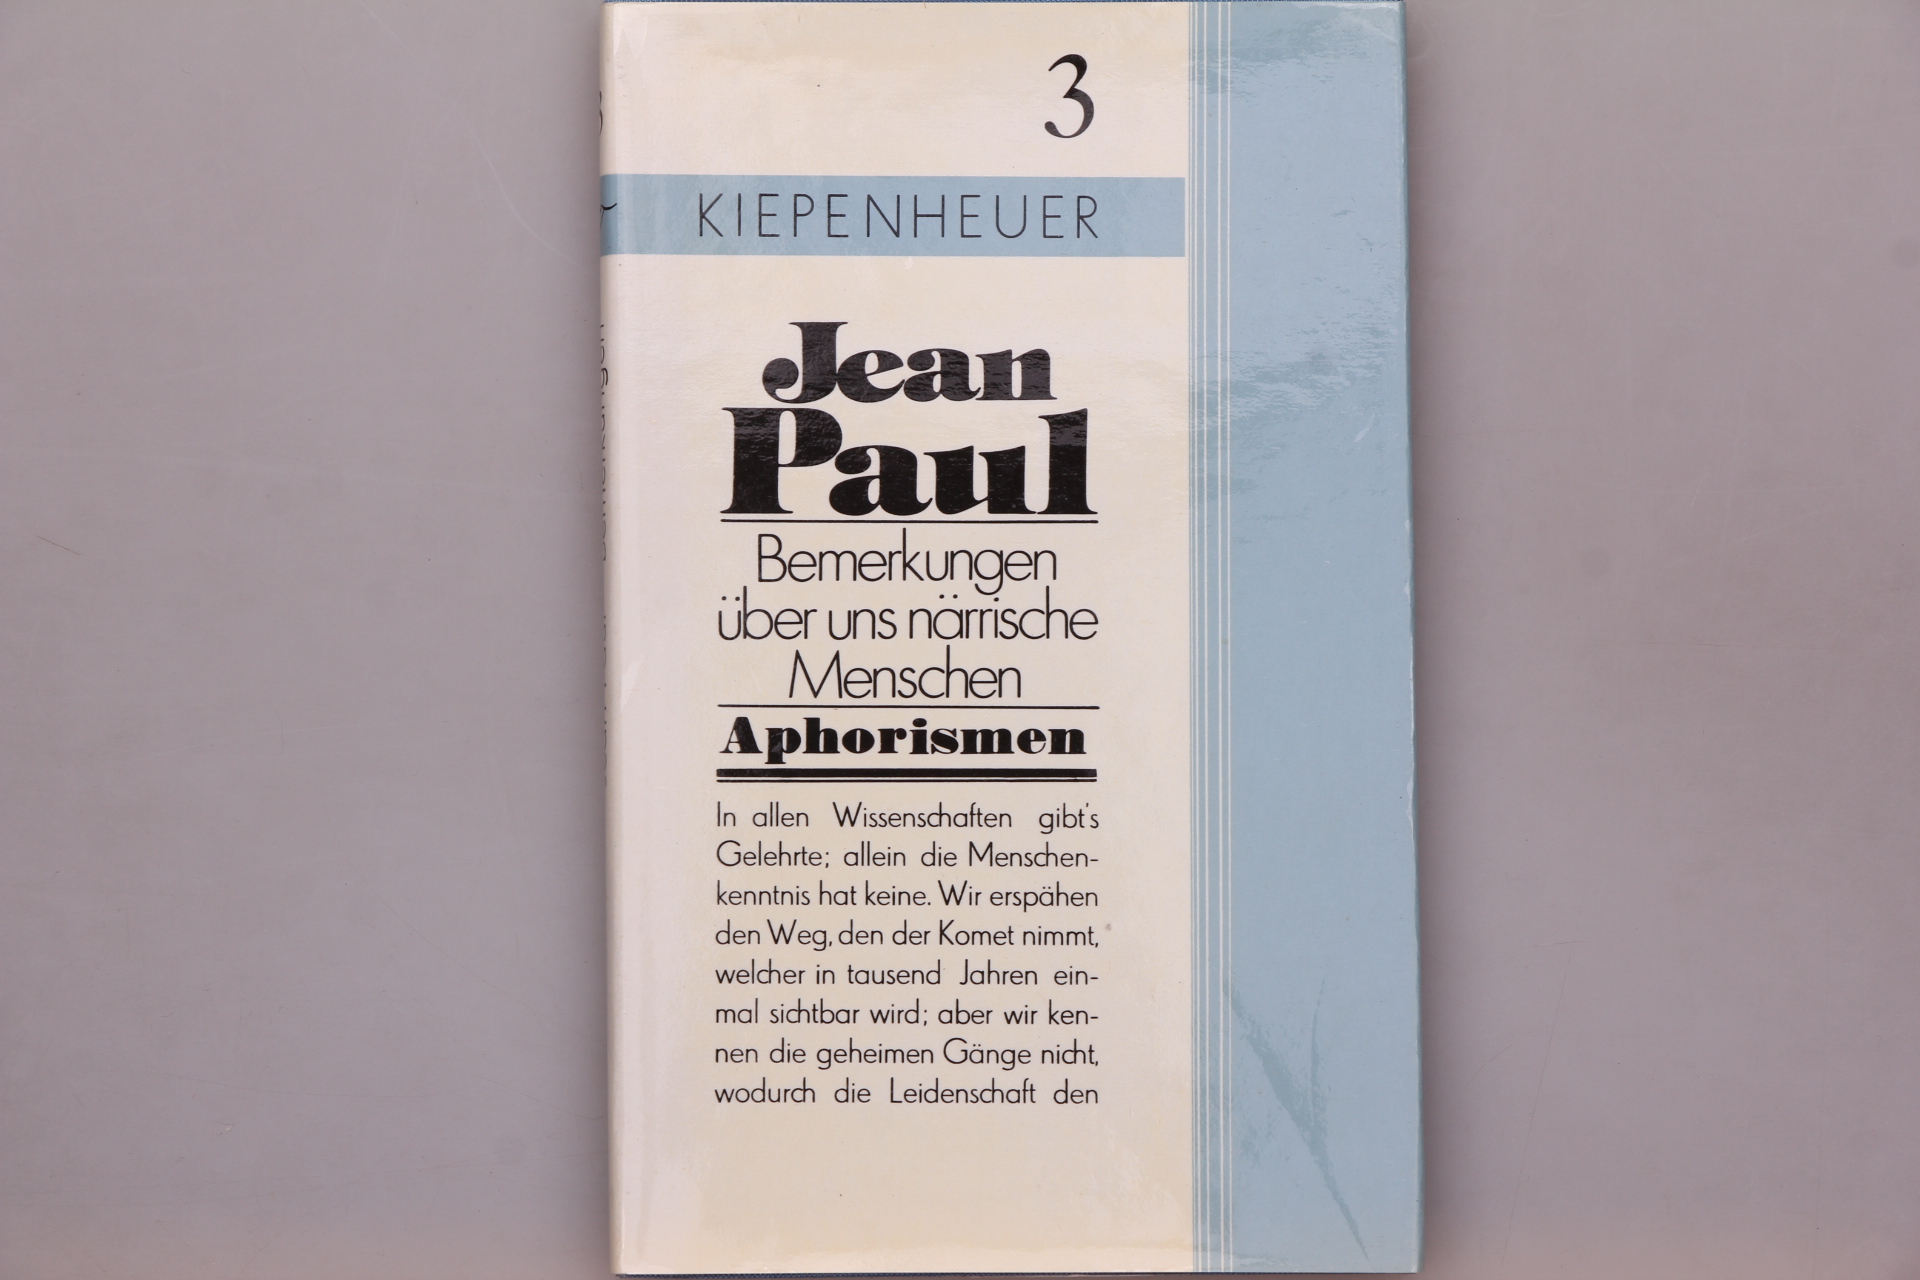 3
KIEPENHEUER
Jean
Paul
Bemerkungen
über uns närrische
Menschen
Aphorismen
In allen Wissenschaften gibt's
Gelehrte; allein die Menschen-
kenntnis hat keine. Wir erspähen
den Weg, den der Komet nimmt,
welcher in tausend Jahren ein-
mal sichtbar wird; aber wir ken-
nen die geheimen Gänge nicht,
wodurch die Leidenschaft den